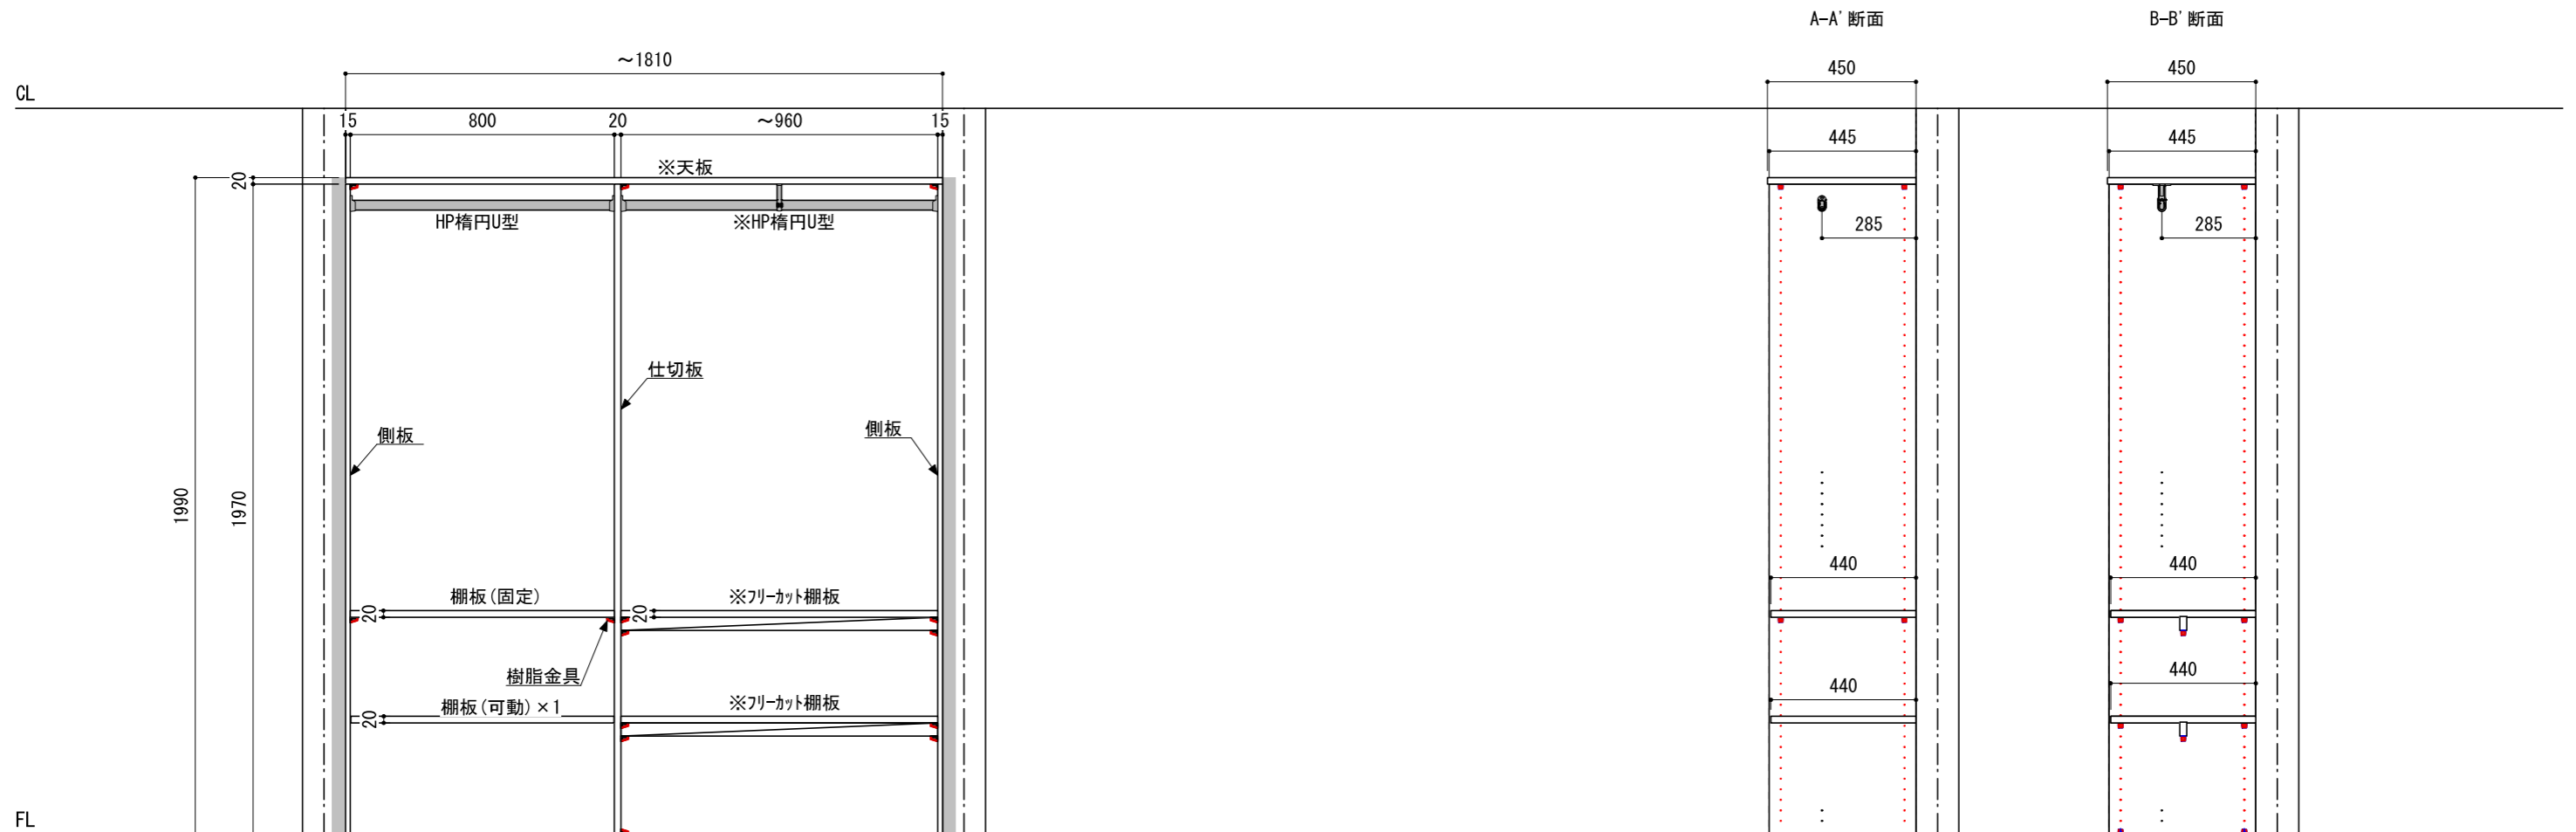 A-A' 断面
B-B' 断面
～1810
450
450
CL
15
800
20
～960
15
445
445
※天板
20
HP楕円U型
※HP楕円U型
285
285
仕切板
側板
側板
1990
1970
440
440
棚板(固定)
※ﾌﾘｰｶｯﾄ棚板
20
20
樹脂金具
440
440
棚板(可動)×1
※ﾌﾘｰｶｯﾄ棚板
20
FL